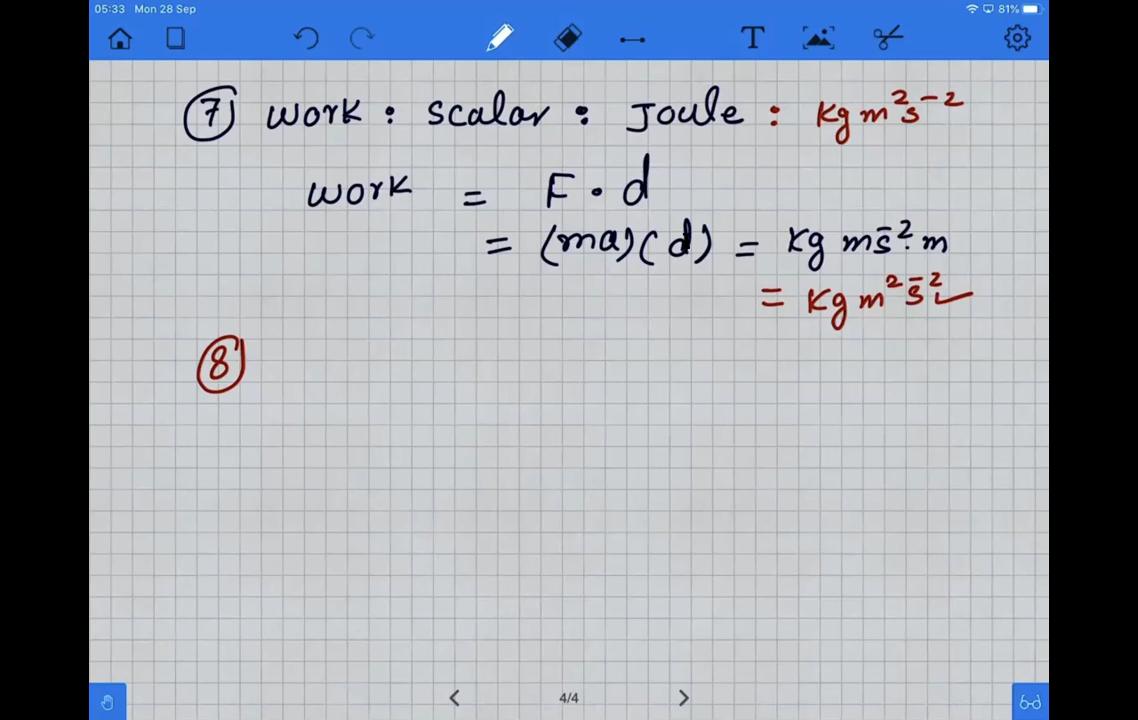 05:33 Mon 28 Sep 81%
T
⑦ work : scalar : Joule : kg m²s⁻²
work = F · d
= (ma)(d) = kg ms⁻² · m
= kg m² s⁻² ✓
⑧
4/4